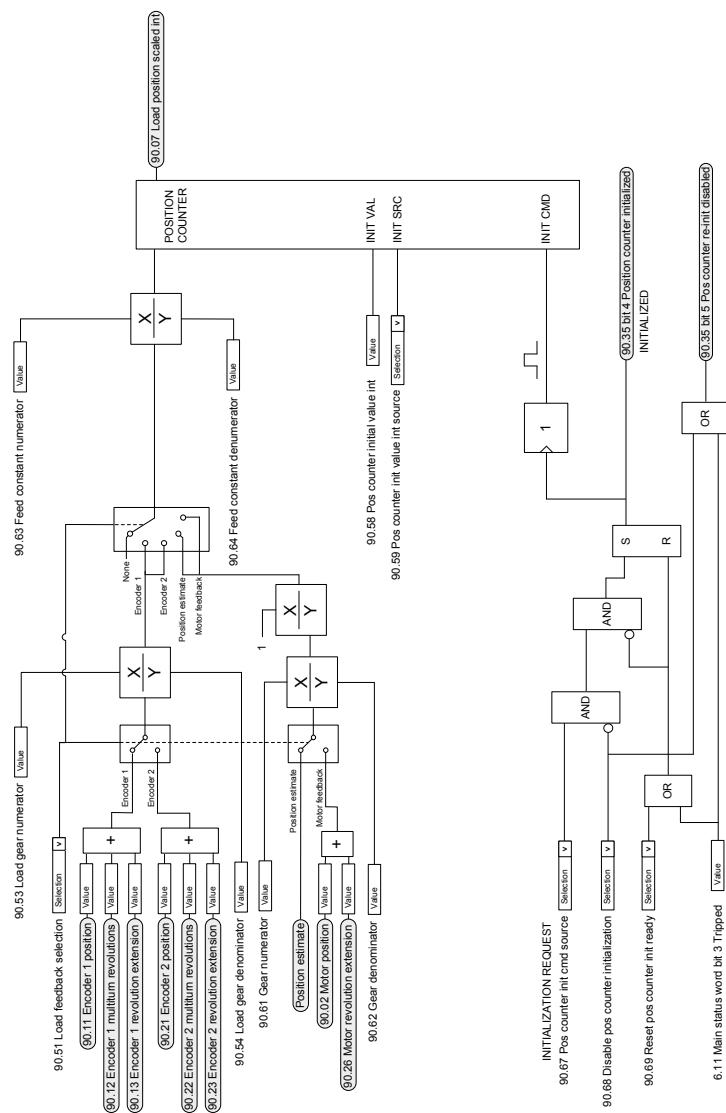 90.63 Feed constant numerator
Value
90.53 Load gear numerator
Value
90.51 Load feedback selection
Selection
90.11 Encoder 1 position
Value
90.12 Encoder 1 multiturn revolutions
Value
90.13 Encoder 1 revolution extension
Value
+
90.21 Encoder 2 position
Value
90.22 Encoder 2 multiturn revolutions
Value
90.23 Encoder 2 revolution extension
Value
+
Encoder 1
Encoder 2
X
Y
None
Encoder 1
Encoder 2
Position estimate
Motor feedback
X
Y
POSITION
COUNTER
90.07 Load position scaled int
90.54 Load gear denominator
Value
90.64 Feed constant denumerator
Value
90.61 Gear numerator
Value
Position estimate
90.02 Motor position
Value
90.26 Motor revolution extension
Value
+
Position estimate
Motor feedback
X
Y
1
X
Y
90.62 Gear denominator
Value
90.58 Pos counter initial value int
Value
INIT VAL
90.59 Pos counter init value int source
Selection
v
INIT SRC
INIT CMD
1
INITIALIZATION REQUEST
90.67 Pos counter init cmd source
Selection
v
90.68 Disable pos counter initialization
Selection
v
90.69 Reset pos counter init ready
Selection
v
6.11 Main status word bit 3 Tripped
Value
AND
AND
OR
S
R
90.35 bit 4 Position counter initialized
INITIALIZED
OR
90.35 bit 5 Pos counter re-init disabled